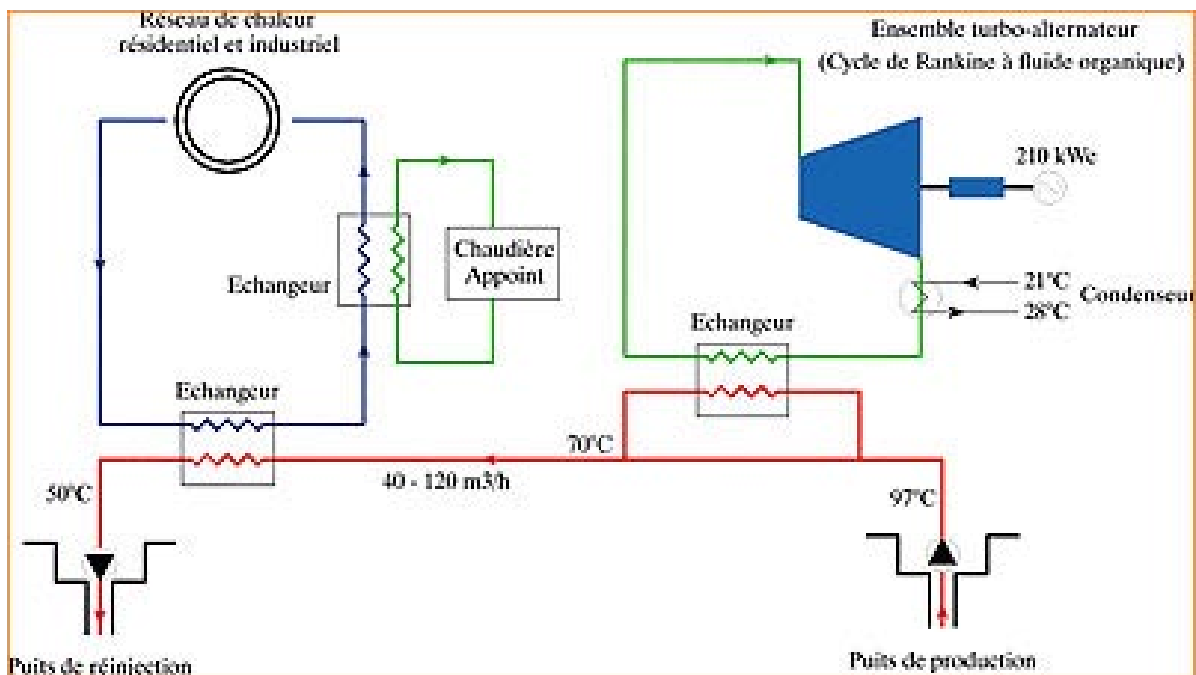 Réseau de chaleur
résidentiel et industriel
Ensemble turbo-alternateur
(Cycle de Rankine à fluide organique)
210 kWe
Chaudière
Appoint
Echangeur
21°C
Condenseur
28°C
Echangeur
Echangeur
70°C
40 - 120 m3/h
50°C
97°C
Puits de réinjection
Puits de production